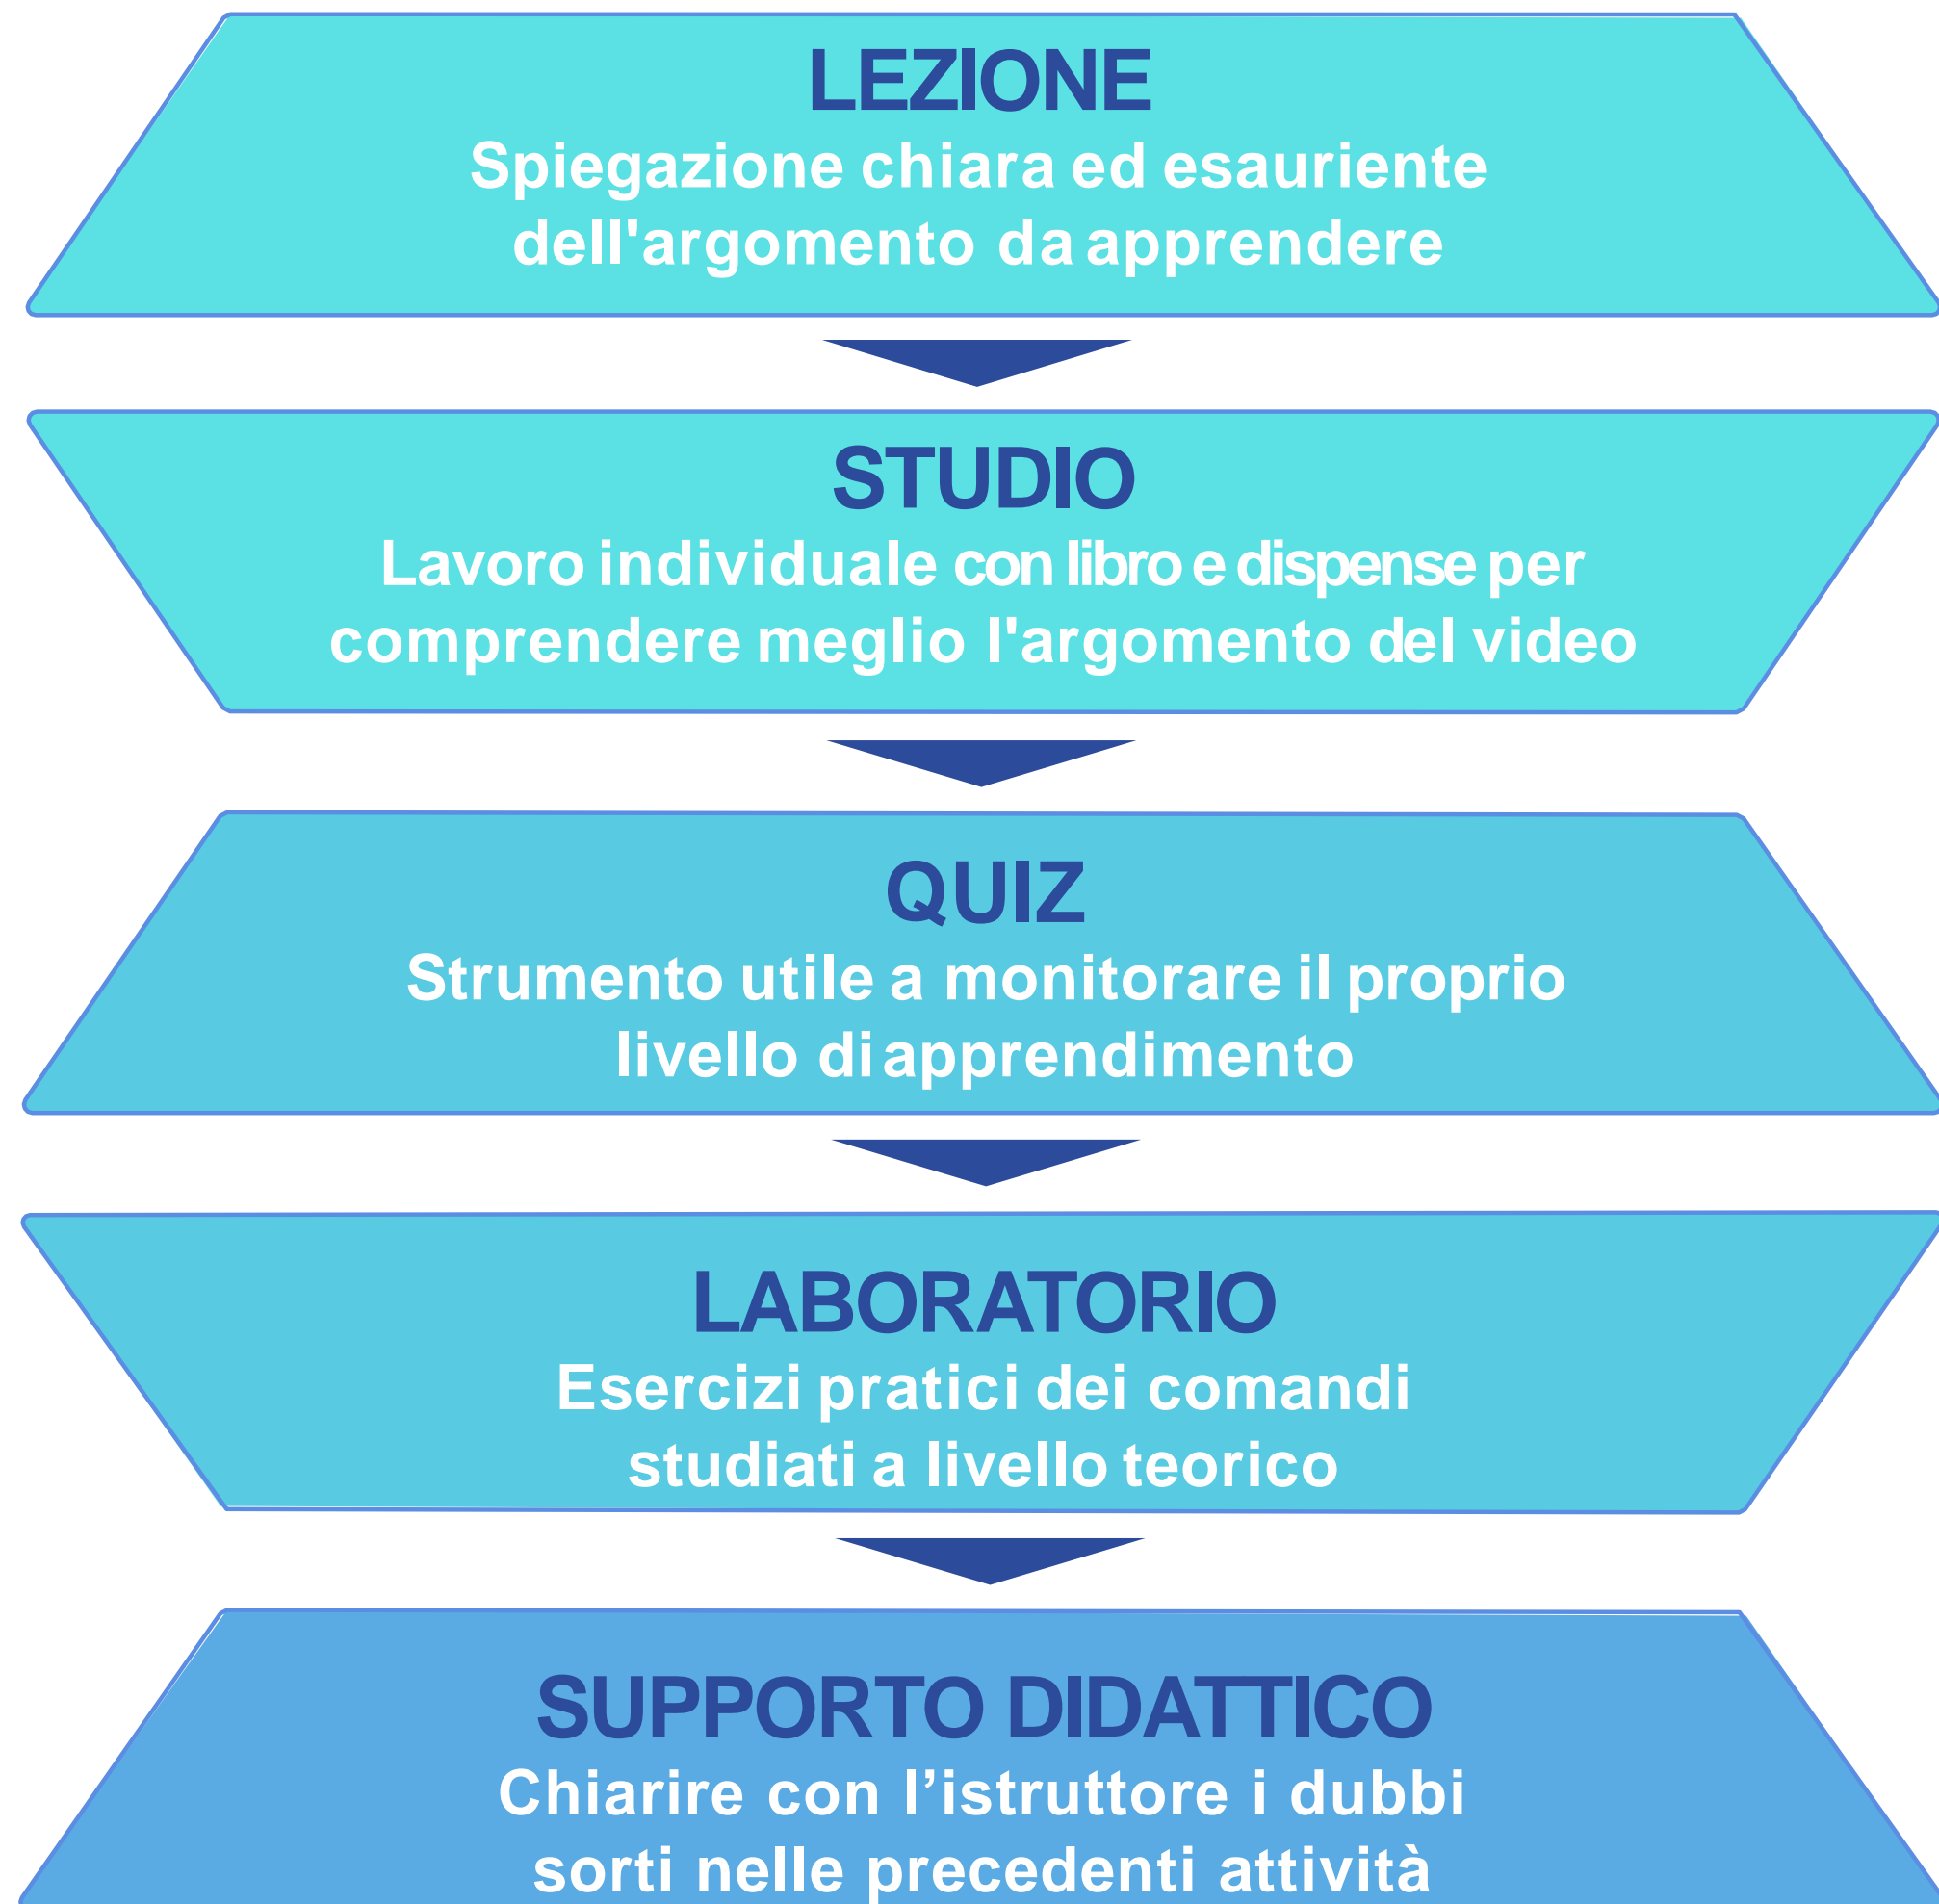 LEZIONE
Spiegazione chiara ed esauriente
dell'argomento da apprendere
STUDIO
Lavoro individuale con libro e dispense per
comprendere meglio l'argomento del video
QUIZ
Strumento utile a monitorare il proprio
livello di apprendimento
LABORATORIO
Esercizi pratici dei comandi
studiati a livello teorico
SUPPORTO DIDATTICO
Chiarire con l’istruttore i dubbi
sorti nelle precedenti attività